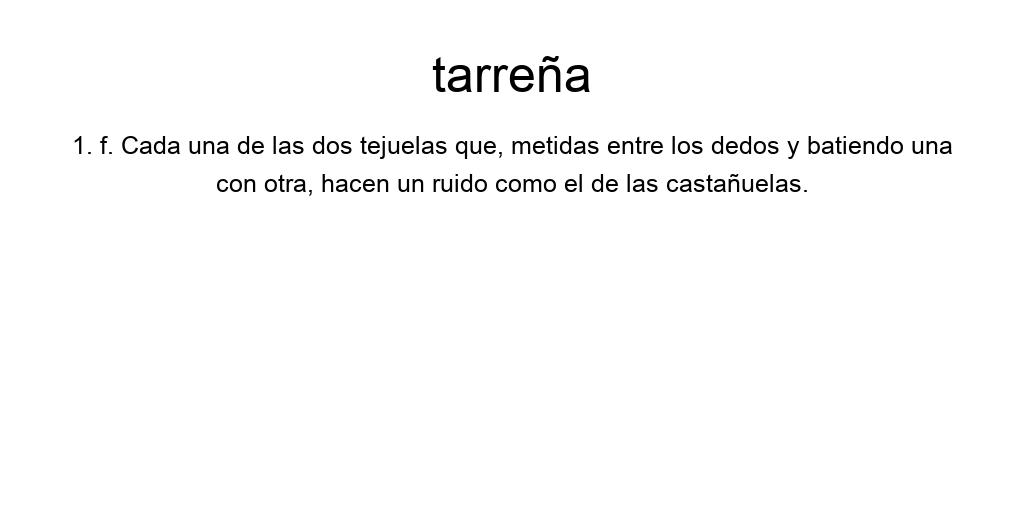 tarreña
1. f. Cada una de las dos tejuelas que, metidas entre los dedos y batiendo una
con otra, hacen un ruido como el de las castañuelas.